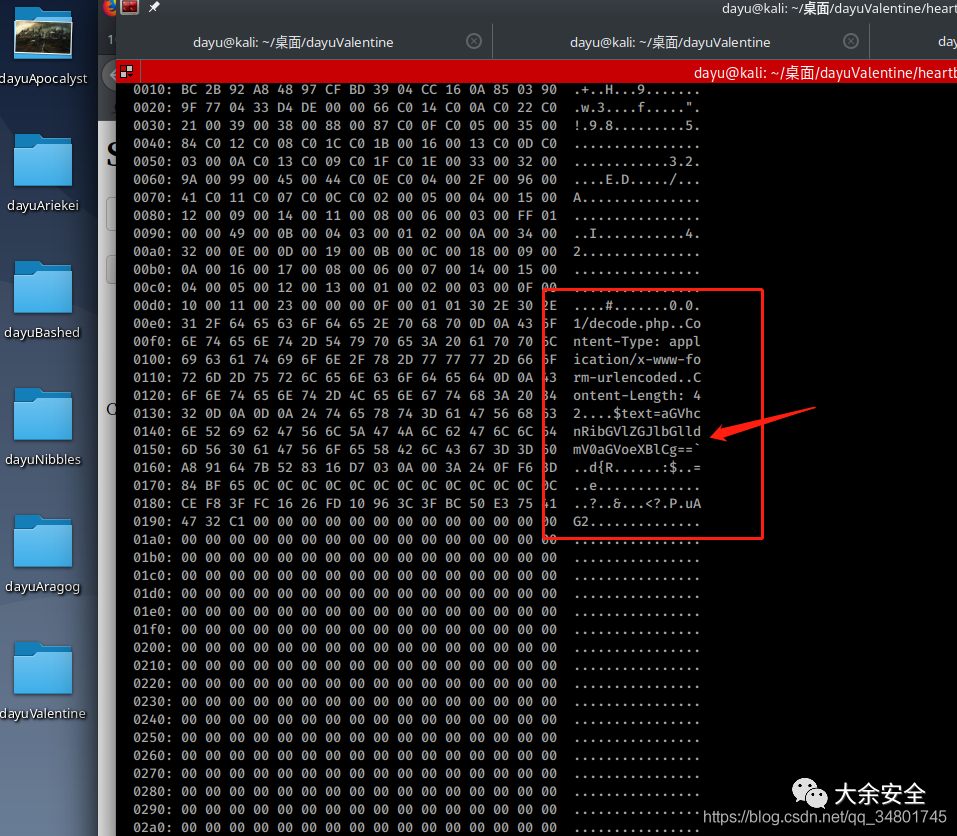 dayu@kali: ~/桌面/dayuValentine/heart
dayu@kali: ~/桌面/dayuValentine
dayu@kali: ~/桌面/dayuValentine
day
dayu@kali: ~/桌面/dayuValentine/heartb
dayuApocalyst
dayuAriekei
dayuBashed
dayuNibbles
dayuAragog
dayuValentine
0010: BC 2B 92 A8 48 97 CF BD 39 04 CC 16 0A 85 03 90 .+..H...9.......
0020: 9F 77 04 33 D4 DE 00 00 66 C0 14 C0 0A C0 22 C0 .w.3....f.....".
0030: 21 00 39 00 38 00 88 00 87 C0 0F C0 05 00 35 00 !.9.8.........5.
0040: 84 C0 12 C0 08 C0 1C C0 1B 00 16 00 13 C0 0D C0 ................
0050: 03 00 0A C0 13 C0 09 C0 1F C0 1E 00 33 00 32 00 ............3.2.
0060: 9A 00 99 00 45 00 44 C0 0E C0 04 00 2F 00 96 00 ....E.D...../...
0070: 41 C0 11 C0 07 C0 0C C0 02 00 05 00 04 00 15 00 A...............
0080: 12 00 09 00 14 00 11 00 08 00 06 00 03 00 FF 01 ................
0090: 00 00 49 00 0B 00 04 03 00 01 02 00 0A 00 34 00 ..I...........4.
00a0: 32 00 0E 00 0D 00 19 00 0B 00 0C 00 18 00 09 00 2...............
00b0: 0A 00 16 00 17 00 08 00 06 00 07 00 14 00 15 00 ................
00c0: 04 00 05 00 12 00 13 00 01 00 02 00 03 00 0F 00 ................
00d0: 10 00 11 00 23 00 00 00 0F 00 01 01 30 2E 30 2E ....#.......0.0.
00e0: 31 2F 64 65 63 6F 64 65 2E 70 68 70 0D 0A 43 6F 1/decode.php..Co
00f0: 6E 74 65 6E 74 2D 54 79 70 65 3A 20 61 70 70 6C ntent-Type: appl
0100: 69 63 61 74 69 6F 6E 2F 78 2D 77 77 77 2D 66 6F ication/x-www-fo
0110: 72 6D 2D 75 72 6C 65 6E 63 6F 64 65 64 0D 0A 43 rm-urlencoded..C
0120: 6F 6E 74 65 6E 74 2D 4C 65 6E 67 74 68 3A 20 34 ontent-Length: 4
0130: 32 0D 0A 0D 0A 24 74 65 78 74 3D 61 47 56 68 63 2....$text=aGVhc
0140: 6E 52 69 62 47 56 6C 5A 47 4A 6C 62 47 6C 6C 64 nRibGVlZGJlbGlld
0150: 6D 56 30 61 47 56 6F 65 58 42 6C 43 67 3D 3D 60 mV0aGVoeXBlCg==`
0160: A8 91 64 7B 52 83 16 D7 03 0A 00 3A 24 0F F6 3D ..d{R......:$..=
0170: 84 BF 65 0C 0C 0C 0C 0C 0C 0C 0C 0C 0C 0C 0C 0C ..e.............
0180: CE F8 3F FC 16 26 FD 10 96 3C 3F BC 50 E3 75 41 ..?..&...<?.P.uA
0190: 47 32 C1 00 00 00 00 00 00 00 00 00 00 00 00 00 G2..............
01a0: 00 00 00 00 00 00 00 00 00 00 00 00 00 00 00 00 ................
01b0: 00 00 00 00 00 00 00 00 00 00 00 00 00 00 00 00 ................
01c0: 00 00 00 00 00 00 00 00 00 00 00 00 00 00 00 00 ................
01d0: 00 00 00 00 00 00 00 00 00 00 00 00 00 00 00 00 ................
01e0: 00 00 00 00 00 00 00 00 00 00 00 00 00 00 00 00 ................
01f0: 00 00 00 00 00 00 00 00 00 00 00 00 00 00 00 00 ................
0200: 00 00 00 00 00 00 00 00 00 00 00 00 00 00 00 00 ................
0210: 00 00 00 00 00 00 00 00 00 00 00 00 00 00 00 00 ................
0220: 00 00 00 00 00 00 00 00 00 00 00 00 00 00 00 00 ................
0230: 00 00 00 00 00 00 00 00 00 00 00 00 00 00 00 00 ................
0240: 00 00 00 00 00 00 00 00 00 00 00 00 00 00 00 00 ................
0250: 00 00 00 00 00 00 00 00 00 00 00 00 00 00 00 00 ................
0260: 00 00 00 00 00 00 00 00 00 00 00 00 00 00 00 00 ................
0270: 00 00 00 00 00 00 00 00 00 00 00 00 00 00 00 00 ................
0280: 00 00 00 00 00 00 00 00 00 00 00 00 00 00 00 00 ................
0290: 00 00 00 00 00 00 00 00 00 00 00 00 00 00 00 00 ................
02a0: 00 00 00 00 00 00 00 00 00 00 00 00 00 00 00 00 ................
大余安全
https://blog.csdn.net/qq_34801745